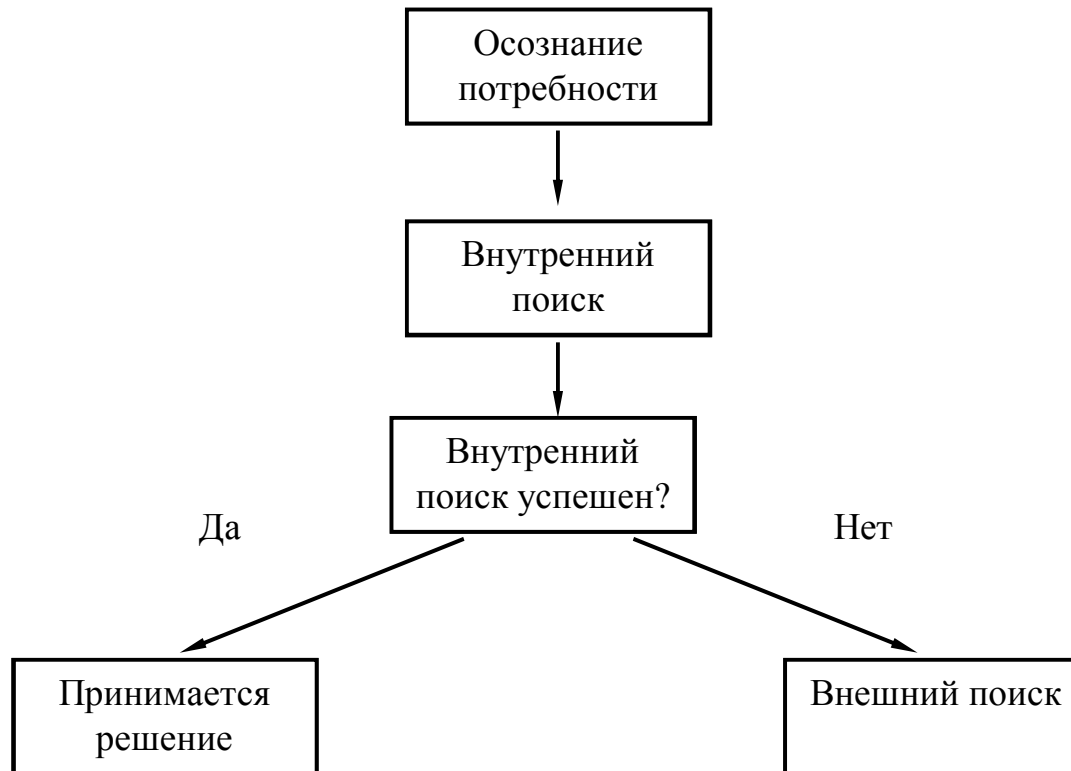 Осознание
потребности
Внутренний
поиск
Внутренний
поиск успешен?
Да
Нет
Принимается
решение
Внешний поиск